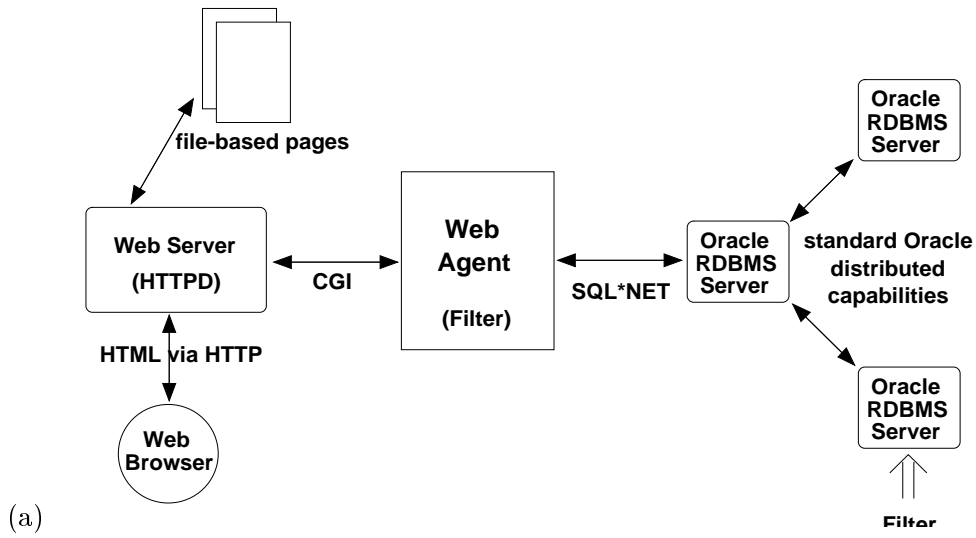 file-based pages
Web Server
(HTTPD)
HTML via HTTP
Web
Browser
CGI
Web
Agent
(Filter)
SQL*NET
Oracle
RDBMS
Server
Oracle
RDBMS
Server
standard Oracle
distributed
capabilities
Oracle
RDBMS
Server
Filter
(a)